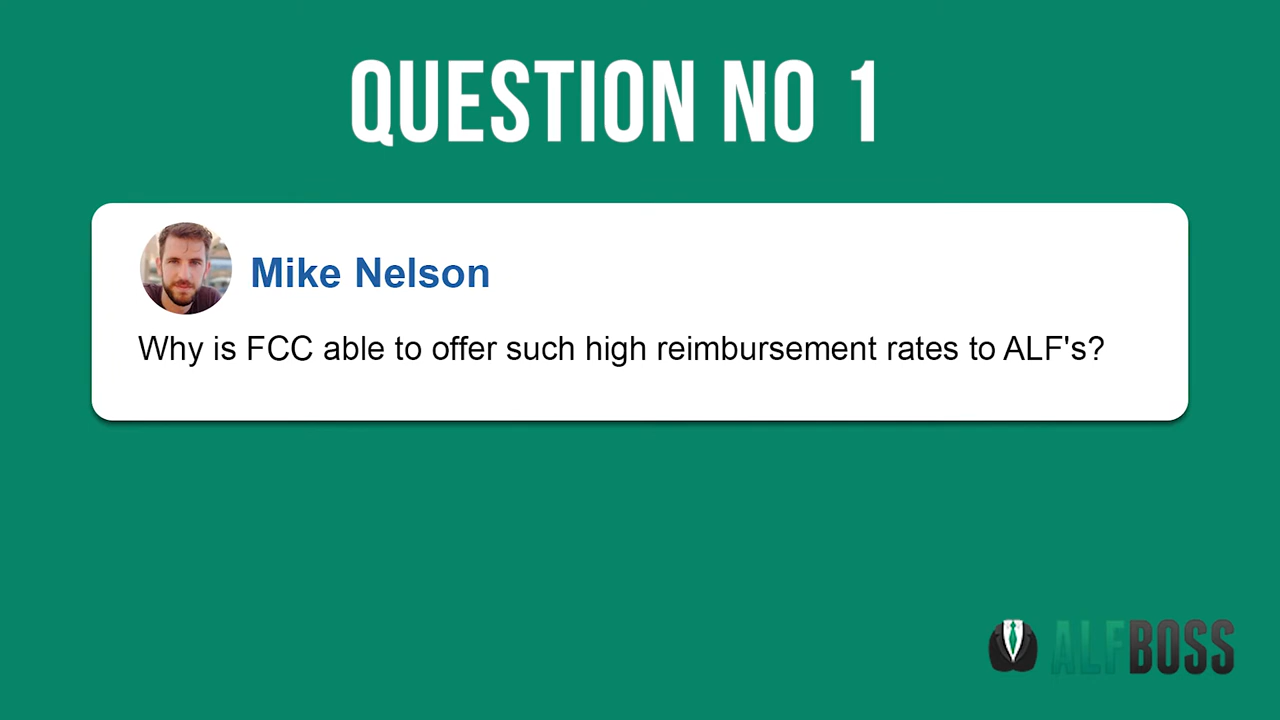 QUESTION NO 1
Mike Nelson
Why is FCC able to offer such high reimbursement rates to ALF's?
ALFBOSS